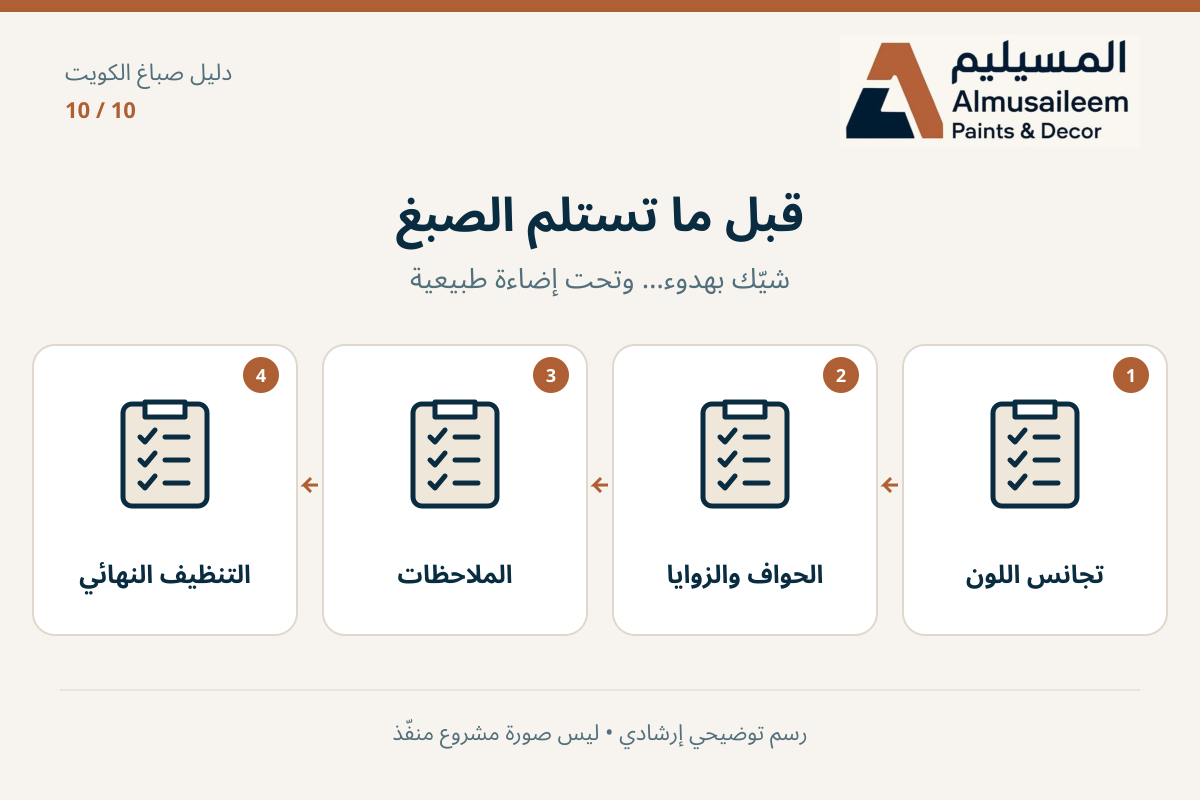 المسيليم
Almusaileem
Paints & Decor
دليل صباغ الكويت
10 / 10
قبل ما تستلم الصبغ
شيّك بهدوء... وتحت إضاءة طبيعية
1
تجانس اللون
2
الحواف والزوايا
3
الملاحظات
4
التنظيف النهائي
رسم توضيحي إرشادي • ليس صورة مشروع منفّذ